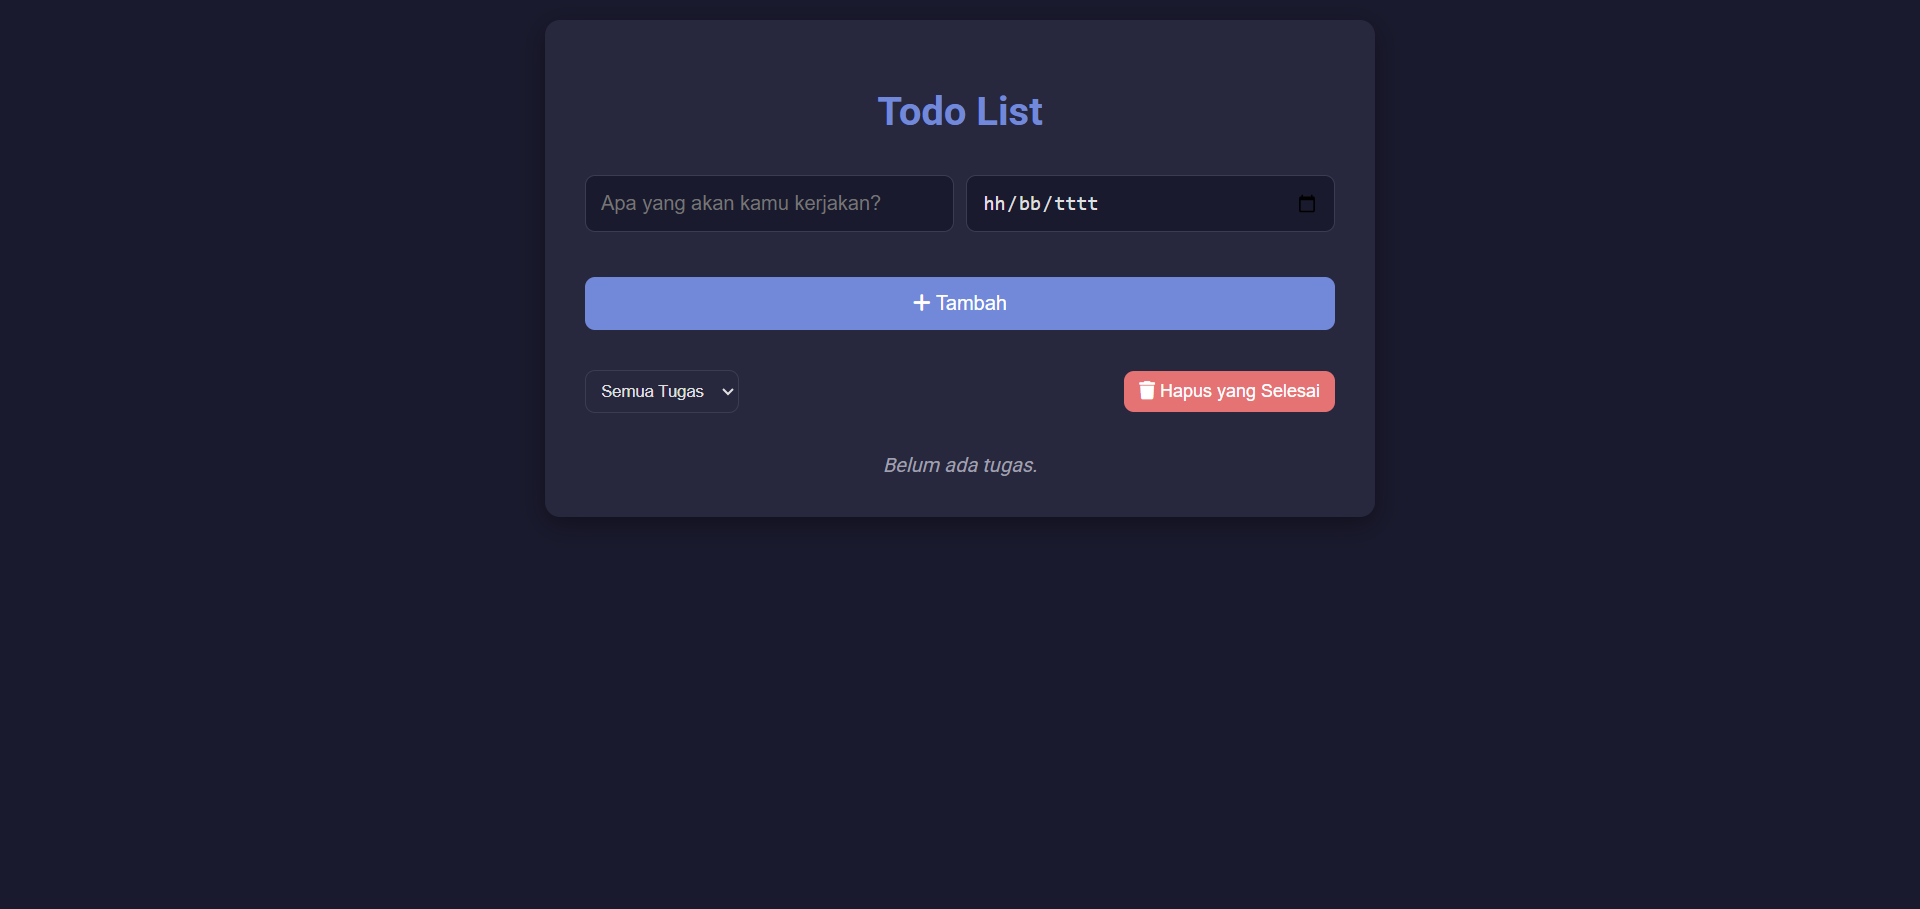 Todo List
Apa yang akan kamu kerjakan?
hh/bb/tttt
Tambah
Semua Tugas
Hapus yang Selesai
Belum ada tugas.